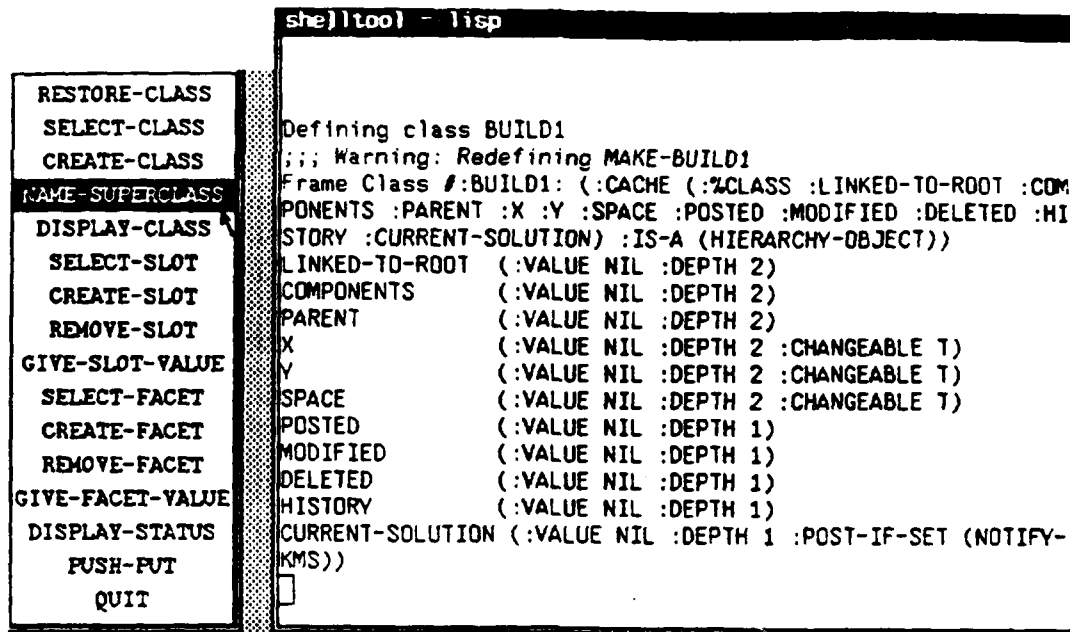 shelltool - lisp
RESTORE-CLASS
SELECT-CLASS
CREATE-CLASS
NAME-SUPERCLASS
DISPLAY-CLASS
SELECT-SLOT
CREATE-SLOT
REMOVE-SLOT
GIVE-SLOT-VALUE
SELECT-FACET
CREATE-FACET
REMOVE-FACET
GIVE-FACET-VALUE
DISPLAY-STATUS
PUSH-PUT
QUIT
Defining class BUILD1
;;; Warning: Redefining MAKE-BUILD1
Frame Class #:BUILD1: (:CACHE (:%CLASS :LINKED-TO-ROOT :COM
PONENTS :PARENT :X :Y :SPACE :POSTED :MODIFIED :DELETED :HI
STORY :CURRENT-SOLUTION) :IS-A (HIERARCHY-OBJECT))
LINKED-TO-ROOT (:VALUE NIL :DEPTH 2)
COMPONENTS (:VALUE NIL :DEPTH 2)
PARENT (:VALUE NIL :DEPTH 2)
X (:VALUE NIL :DEPTH 2 :CHANGEABLE T)
Y (:VALUE NIL :DEPTH 2 :CHANGEABLE T)
SPACE (:VALUE NIL :DEPTH 2 :CHANGEABLE T)
POSTED (:VALUE NIL :DEPTH 1)
MODIFIED (:VALUE NIL :DEPTH 1)
DELETED (:VALUE NIL :DEPTH 1)
HISTORY (:VALUE NIL :DEPTH 1)
CURRENT-SOLUTION (:VALUE NIL :DEPTH 1 :POST-IF-SET (NOTIFY-
KMS))